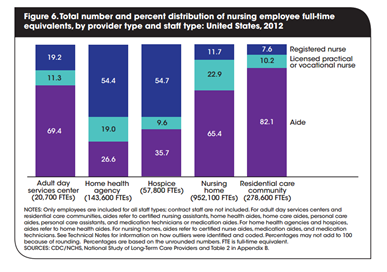 Figure 6. Total number and percent distribution of nursing employee full-time
equivalents, by provider type and staff type: United States, 2012
19.2
11.3
69.4
54.4
19.0
26.6
54.7
9.6
35.7
11.7
22.9
65.4
7.6
10.2
82.1
Registered nurse
Licensed practical
or vocational nurse
Aide
Adult day
services center
(20,700 FTEs)
Home health
agency
(143,600 FTEs)
Hospice
(57,800 FTEs)
Nursing
home
(952,100 FTEs)
Residential care
community
(278,600 FTEs)
NOTES: Only employees are included for all staff types; contract staff are not included. For adult day services centers and
residential care communities, aides refer to certified nursing assistants, home health aides, home care aides, personal care
aides, personal care assistants, and medication technicians or medication aides. For home health agencies and hospices,
aides refer to home health aides. For nursing homes, aides refer to certified nurse aides, medication aides, and medication
technicians. See Technical Notes for information on how outliers were identified and coded. Percentages may not add to 100
because of rounding. Percentages are based on the unrounded numbers. FTE is full-time equivalent.
SOURCES: CDC/NCHS, National Study of Long-Term Care Providers and Table 2 in Appendix B.